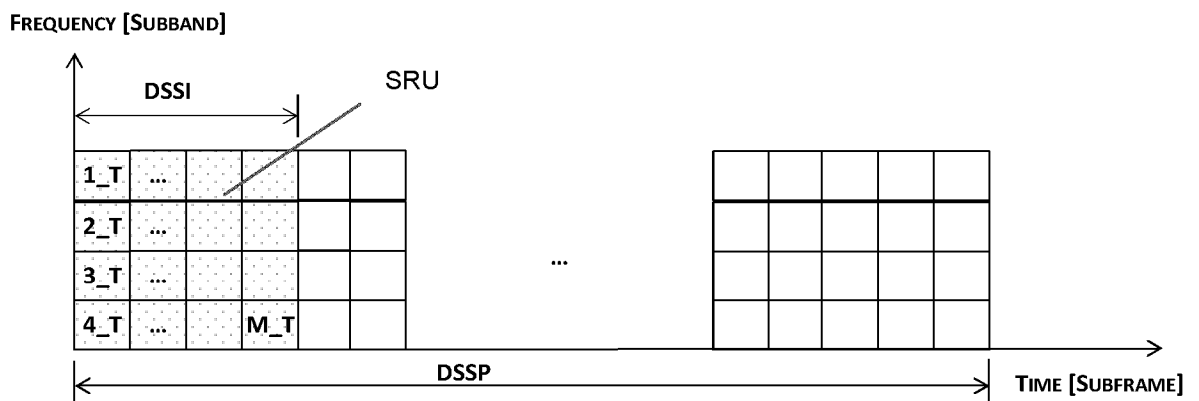 FREQUENCY [SUBBAND]
DSSI
SRU
1_T ...
2_T ...
3_T ...
4_T ... M_T
...
DSSP
TIME [SUBFRAME]